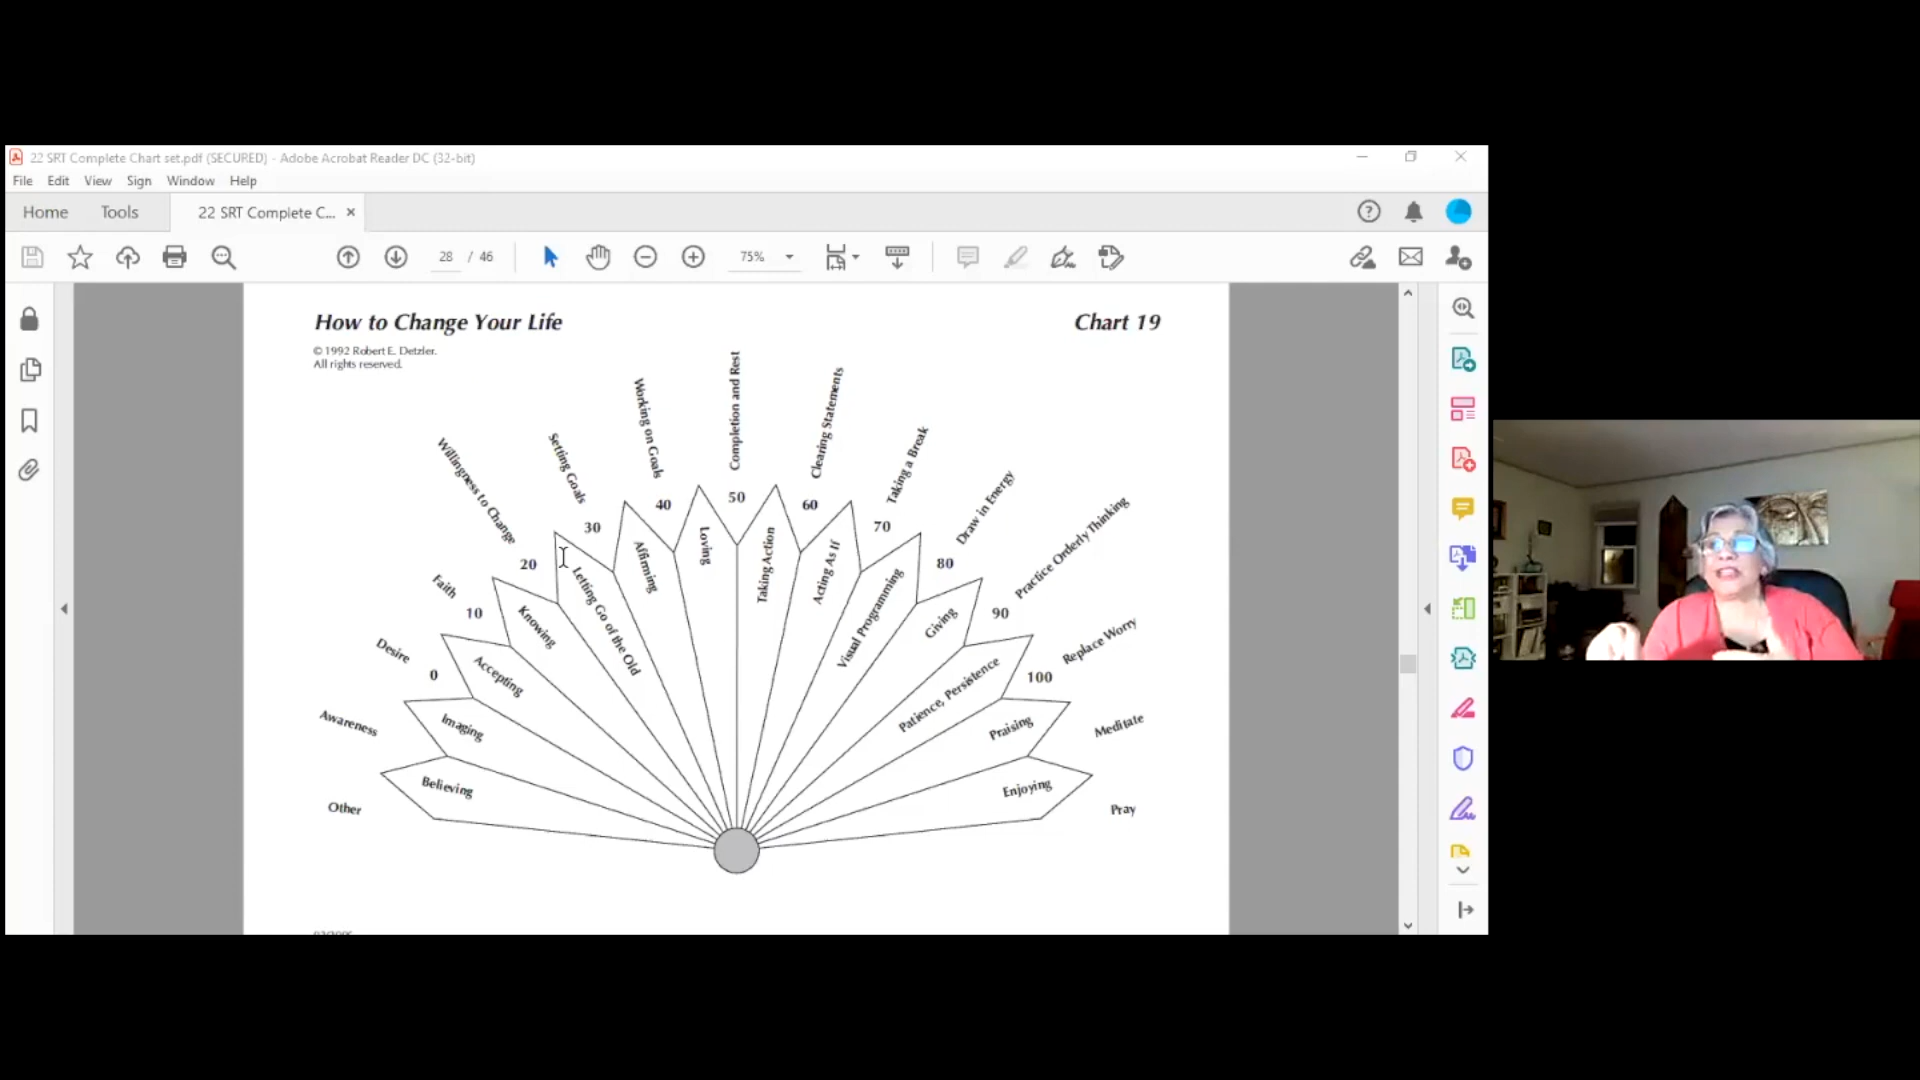 22 SRT Complete Chart set.pdf (SECURED) - Adobe Acrobat Reader DC (32-bit)
File Edit View Sign Window Help
Home Tools 22 SRT Complete C...
28 / 46 75%
How to Change Your Life
Chart 19
© 1992 Robert E. Detzler.
All rights reserved.
Other
Awareness
Desire
Faith
Willingness to Change
Setting Goals
Working on Goals
Completion and Rest
Clearing Statements
Taking a Break
Draw in Energy
Practice Orderly Thinking
Replace Worry
Meditate
Pray
0
10
20
30
40
50
60
70
80
90
100
Believing
Imaging
Accepting
Knowing
Letting Go of the Old
Affirming
Loving
Taking Action
Acting As If
Visual Programming
Giving
Patience, Persistence
Praising
Enjoying